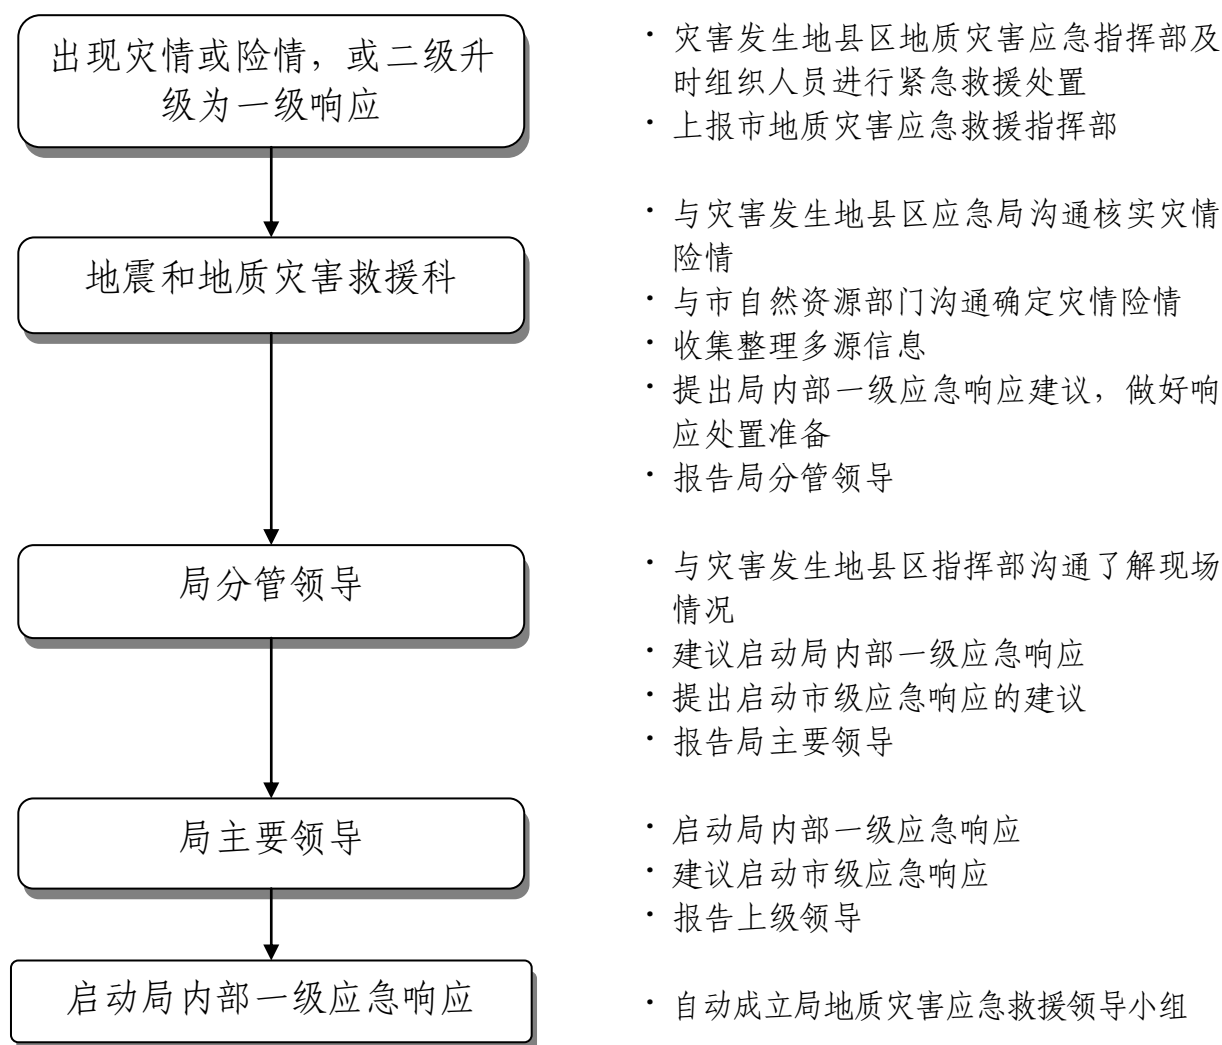 出现灾情或险情，或二级升
级为一级响应
· 灾害发生地县区地质灾害应急指挥部及
时组织人员进行紧急救援处置
· 上报市地质灾害应急救援指挥部
地震和地质灾害救援科
· 与灾害发生地县区应急局沟通核实灾情
险情
· 与市自然资源部门沟通确定灾情险情
· 收集整理多源信息
· 提出局内部一级应急响应建议，做好响
应处置准备
· 报告局分管领导
局分管领导
· 与灾害发生地县区指挥部沟通了解现场
情况
· 建议启动局内部一级应急响应
· 提出启动市级应急响应的建议
· 报告局主要领导
局主要领导
· 启动局内部一级应急响应
· 建议启动市级应急响应
· 报告上级领导
启动局内部一级应急响应
· 自动成立局地质灾害应急救援领导小组